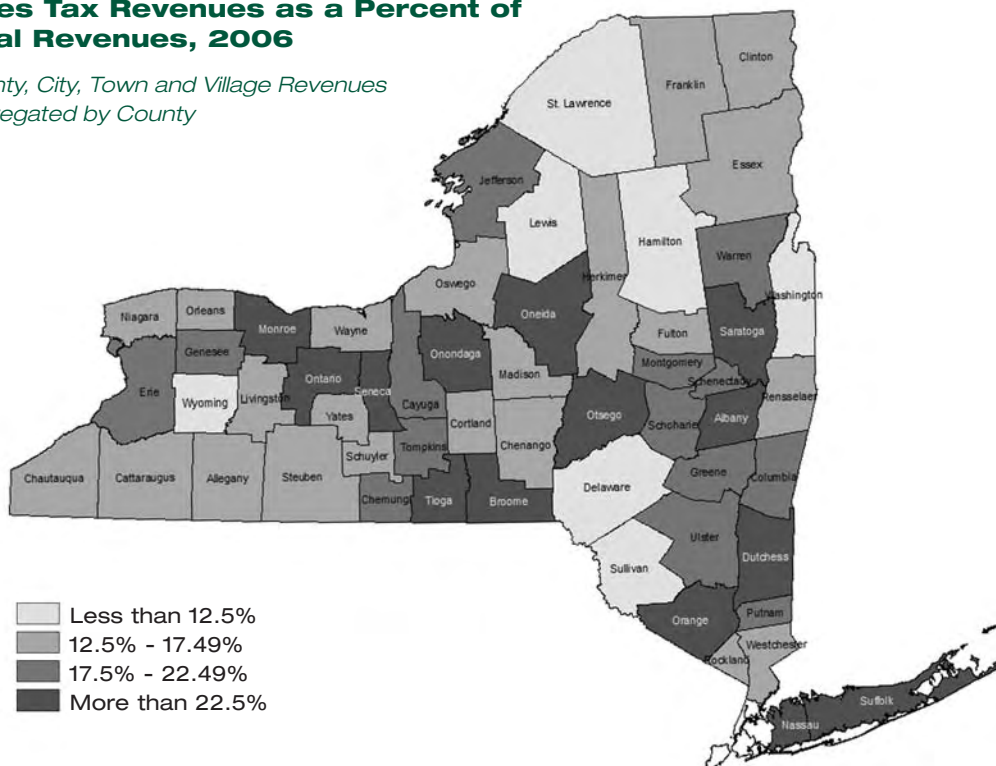 es Tax Revenues as a Percent of
al Revenues, 2006
nty, City, Town and Village Revenues
regated by County
Clinton
Franklin
St. Lawrence
Essex
Jefferson
Lewis
Hamilton
Warren
Herkimer
Oswego
Washington
Oneida
Niagara
Orleans
Monroe
Wayne
Fulton
Saratoga
Genesee
Onondaga
Madison
Montgomery
Schenectady
Erie
Wyoming
Livingston
Ontario
Seneca
Cayuga
Rensselaer
Yates
Cortland
Otsego
Schoharie
Albany
Chenango
Tompkins
Schuyler
Chautauqua
Cattaraugus
Allegany
Steuben
Greene
Columbia
Chemung
Tioga
Broome
Delaware
Ulster
Dutchess
Sullivan
Orange
Putnam
Westchester
Rockland
Suffolk
Nassau
Less than 12.5%
12.5% - 17.49%
17.5% - 22.49%
More than 22.5%